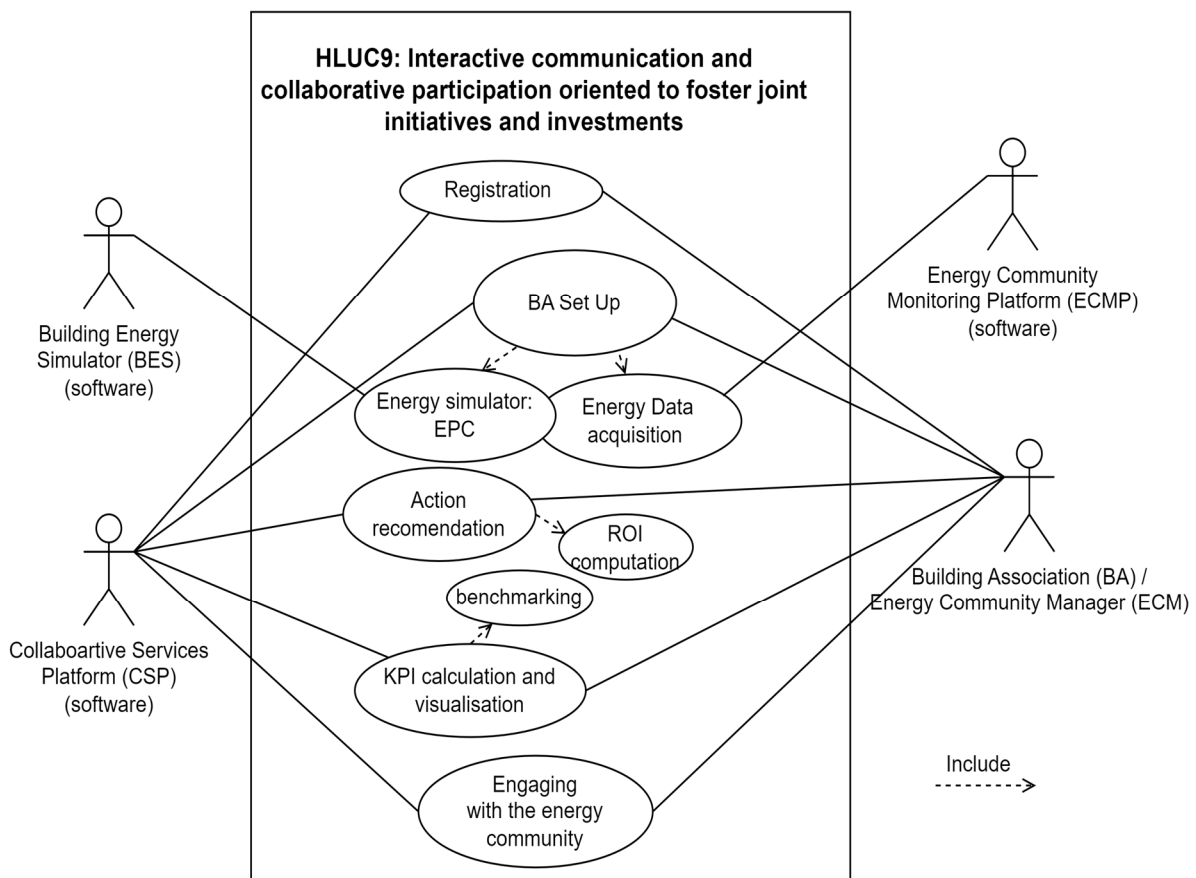 HLUC9: Interactive communication and
collaborative participation oriented to foster joint
initiatives and investments
Registration
BA Set Up
Energy simulator:
EPC
Energy Data
acquisition
Action
recomendation
ROI
computation
benchmarking
KPI calculation and
visualisation
Engaging
with the energy
community
Building Energy
Simulator (BES)
(software)
Collaboartive Services
Platform (CSP)
(software)
Energy Community
Monitoring Platform (ECMP)
(software)
Building Association (BA) /
Energy Community Manager (ECM)
Include